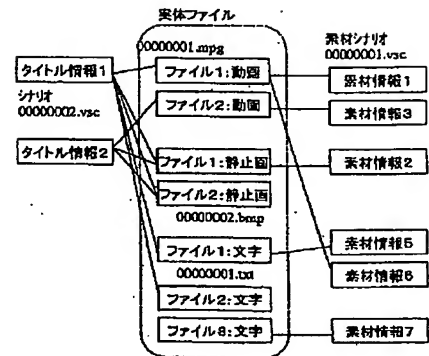 実体ファイル
00000001.mpg
素材シナリオ
00000001.vsc
タイトル情報1
ファイル1:動画
素材情報1
シナリオ
00000002.vsc
ファイル2:動画
素材情報3
タイトル情報2
ファイル1:静止画
素材情報2
ファイル2:静止画
00000002.bmp
ファイル1:文字
素材情報5
00000001.txt
素材情報6
ファイル2:文字
ファイル8:文字
素材情報7